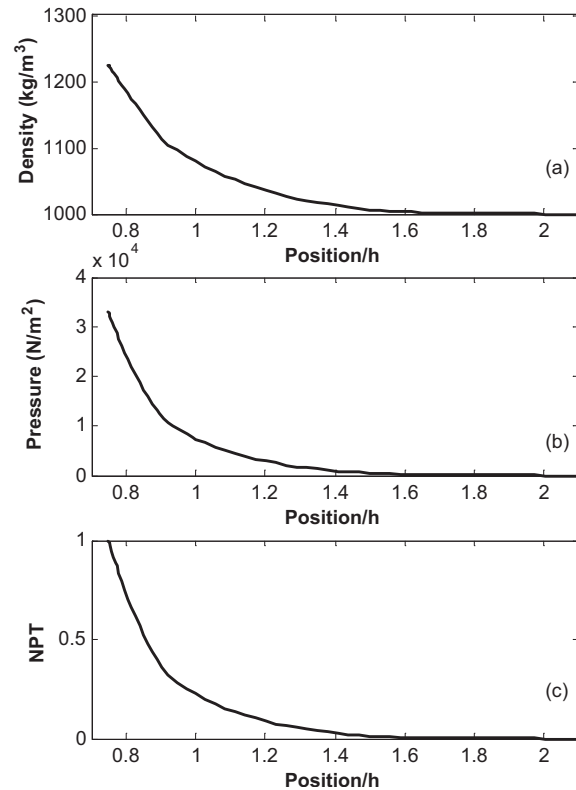 1300
1200
1100
1000
Density (kg/m³)
(a)
0.8 1 1.2 1.4 1.6 1.8 2
Position/h
x 10⁴
4
3
2
1
0
Pressure (N/m²)
(b)
0.8 1 1.2 1.4 1.6 1.8 2
Position/h
1
0.5
0
NPT
(c)
0.8 1 1.2 1.4 1.6 1.8 2
Position/h